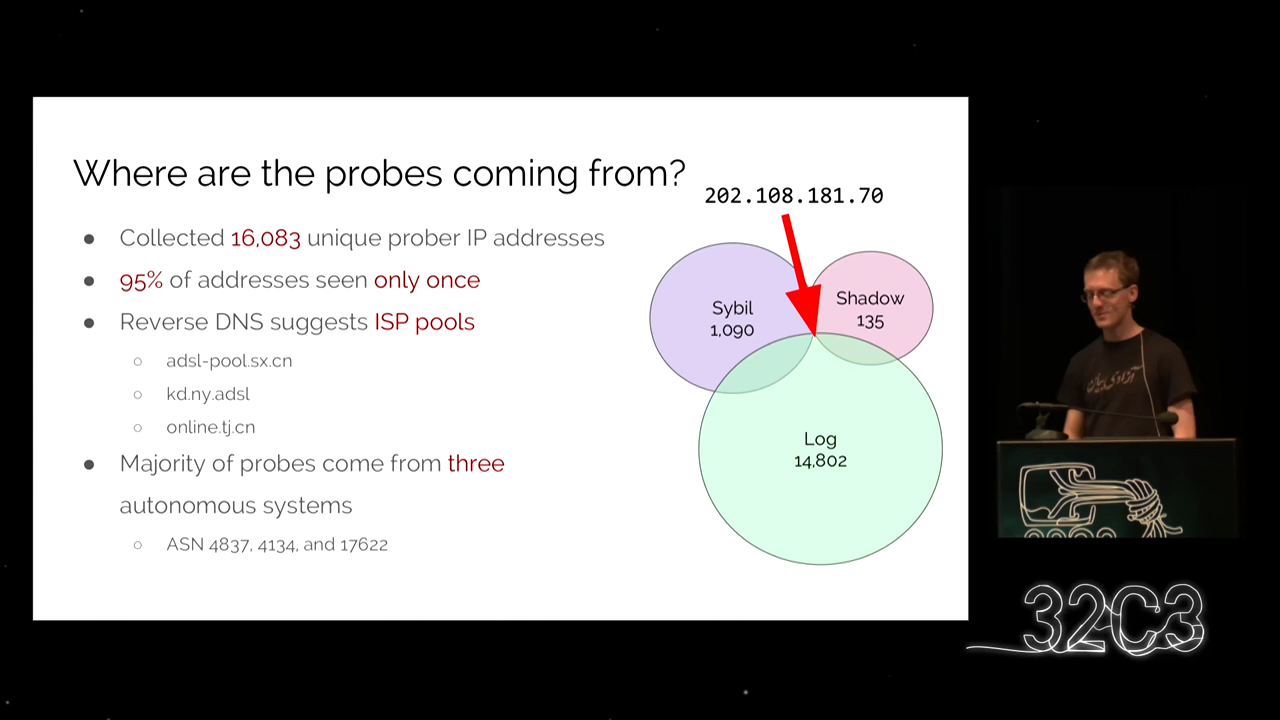 Where are the probes coming from?
202.108.181.70
● Collected 16,083 unique prober IP addresses
● 95% of addresses seen only once
● Reverse DNS suggests ISP pools
○ adsl-pool.sx.cn
○ kd.ny.adsl
○ online.tj.cn
● Majority of probes come from three
autonomous systems
○ ASN 4837, 4134, and 17622
Sybil
1,090
Shadow
135
Log
14,802
آزادی بیان
32C3